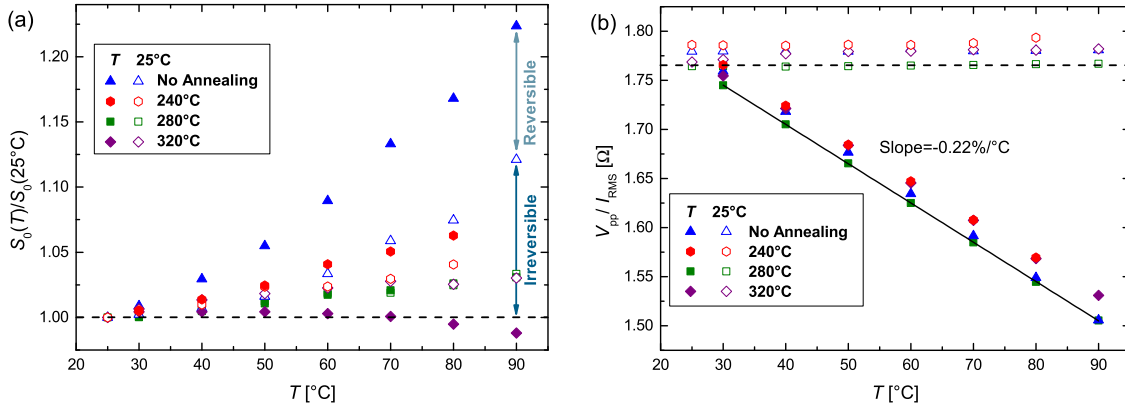 (a)
S₀(T)/S₀(25°C)
1.20
1.15
1.10
1.05
1.00
T 25°C
No Annealing
240°C
280°C
320°C
Reversible
Irreversible
20 30 40 50 60 70 80 90
T [°C]
(b)
V_pp / I_RMS [Ω]
1.80
1.75
1.70
1.65
1.60
1.55
1.50
Slope=-0.22%/°C
T 25°C
No Annealing
240°C
280°C
320°C
20 30 40 50 60 70 80 90
T [°C]